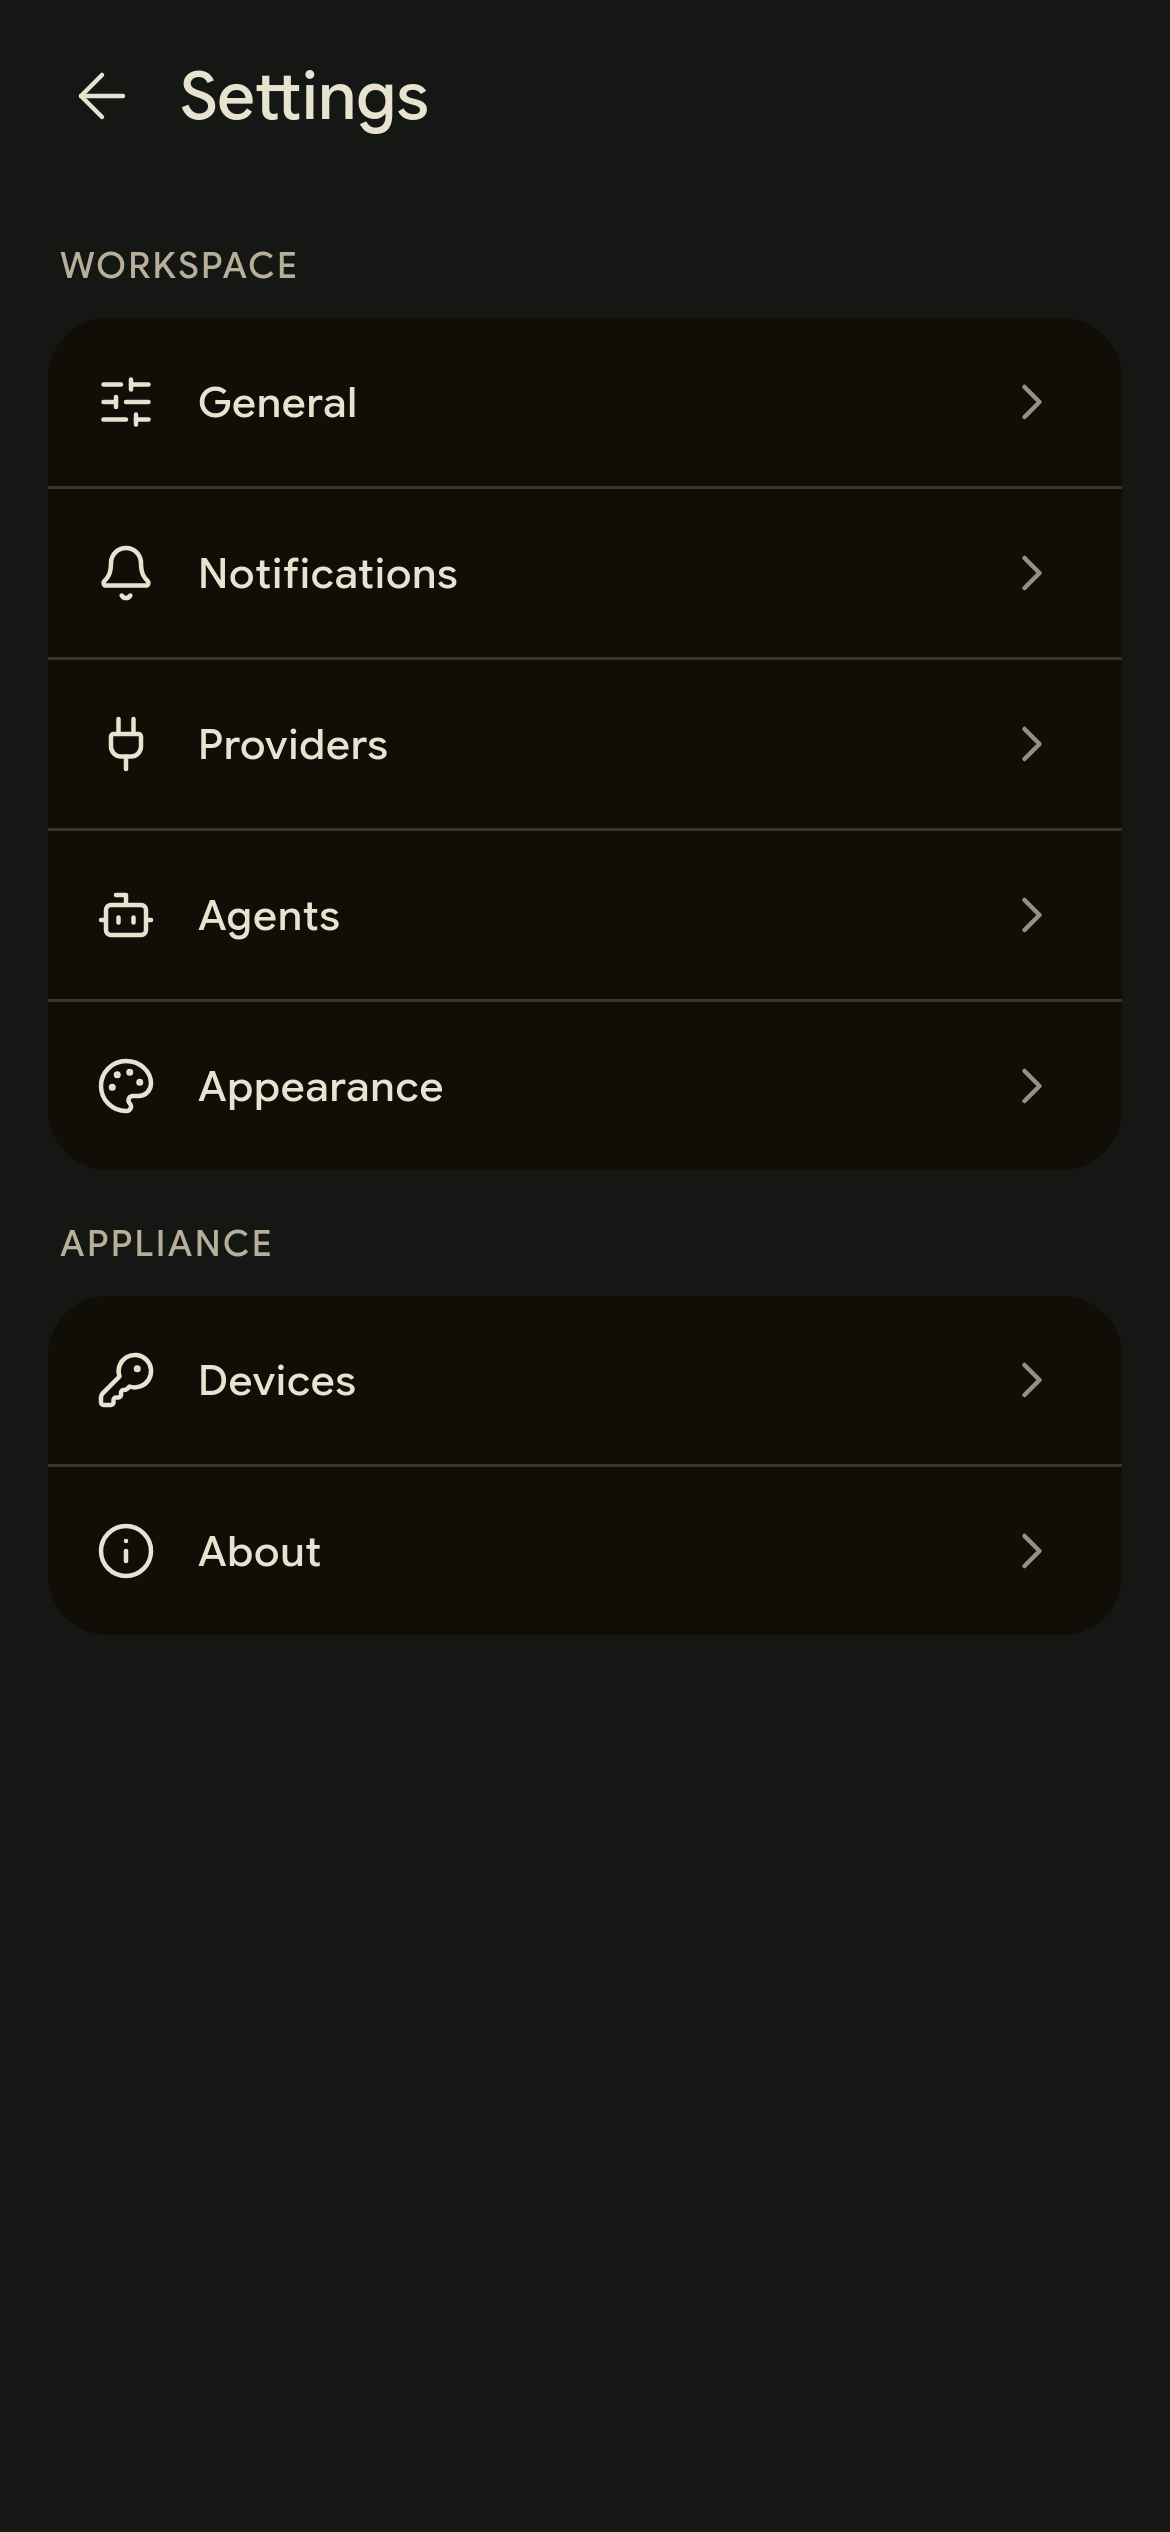 Settings
WORKSPACE
General
Notifications
Providers
Agents
Appearance
APPLIANCE
Devices
About